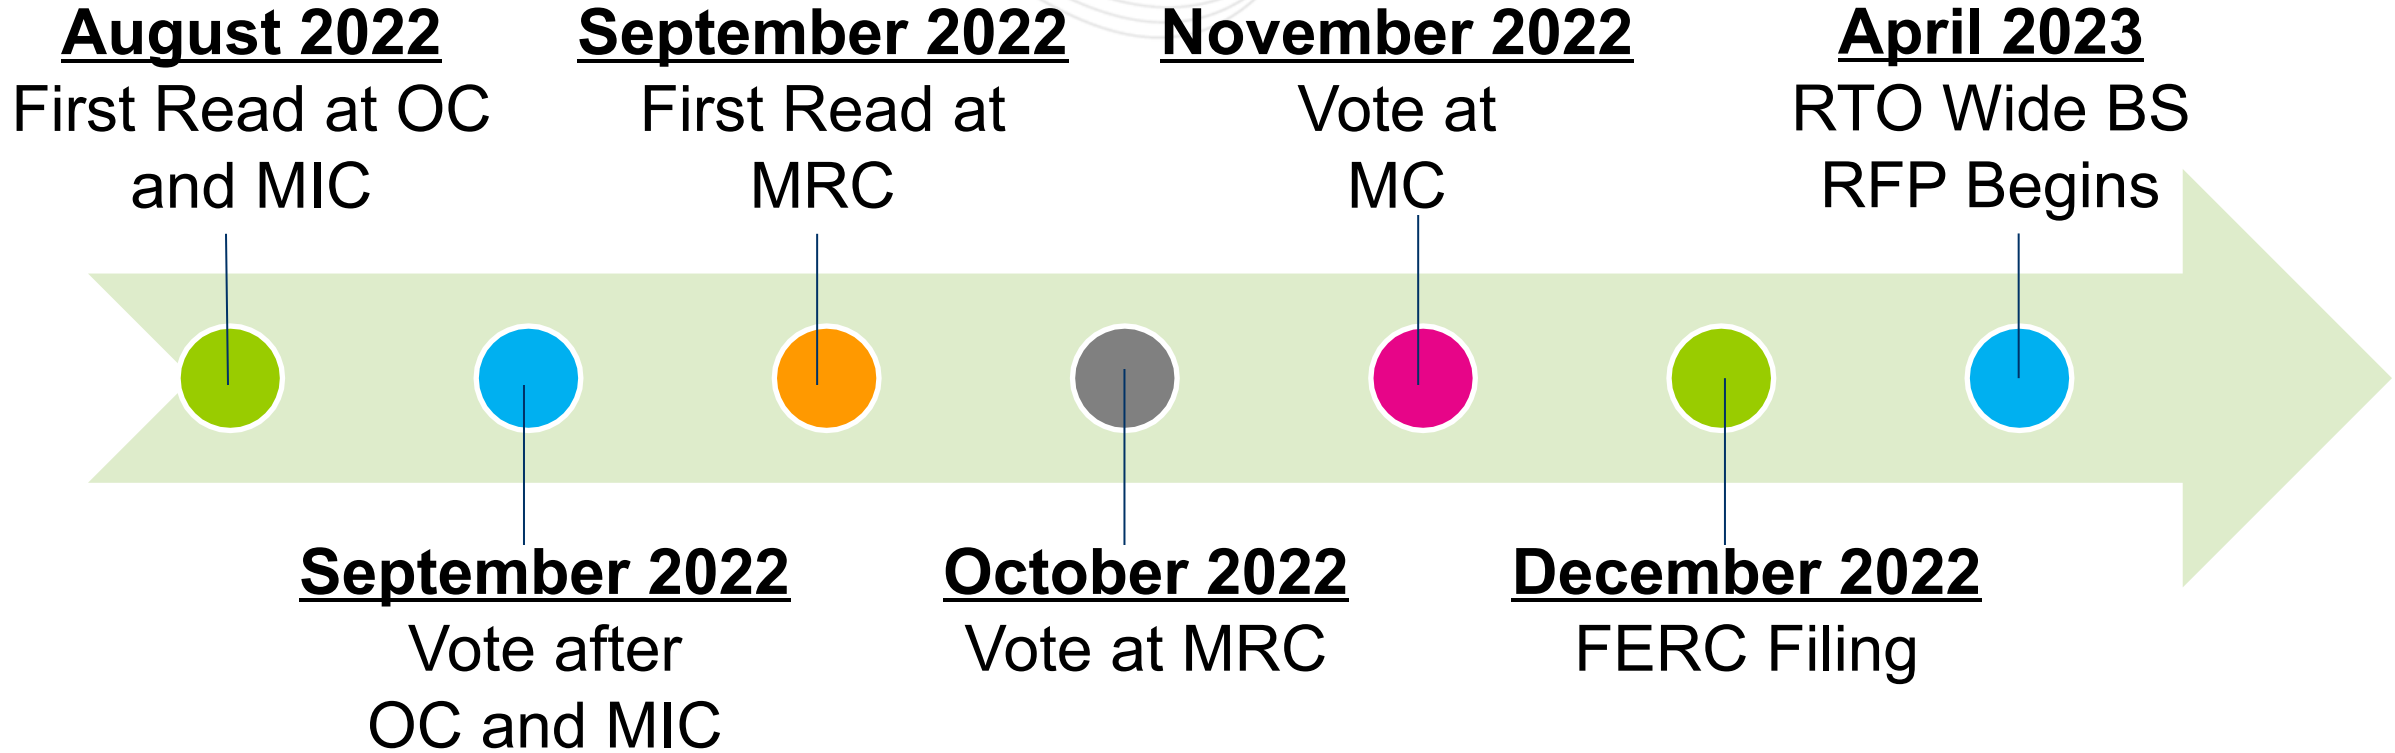 August 2022
First Read at OC
and MIC
September 2022
Vote after
OC and MIC
September 2022
First Read at
MRC
October 2022
Vote at MRC
November 2022
Vote at
MC
December 2022
FERC Filing
April 2023
RTO Wide BS
RFP Begins